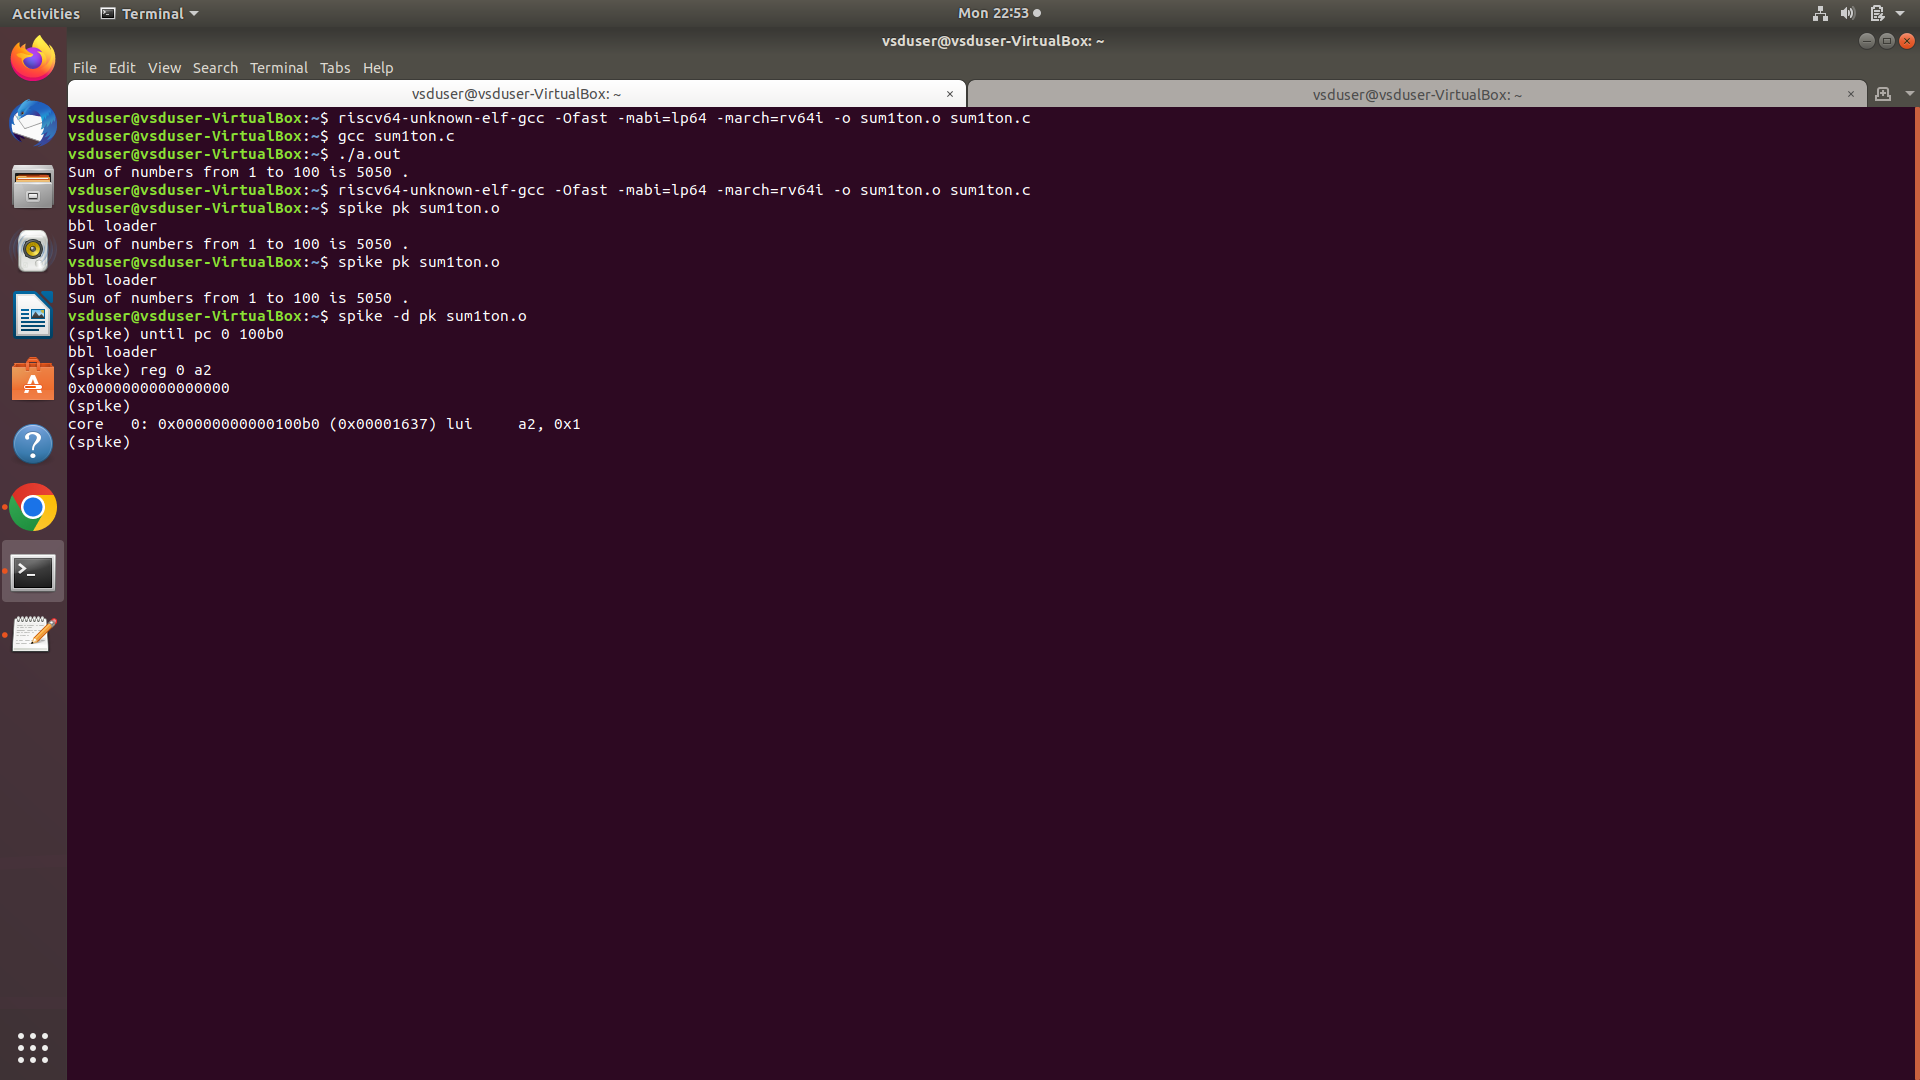 Activities Terminal Mon 22:53
vsduser@vsduser-VirtualBox: ~
File Edit View Search Terminal Tabs Help
vsduser@vsduser-VirtualBox: ~ × vsduser@vsduser-VirtualBox: ~ ×
vsduser@vsduser-VirtualBox:~$ riscv64-unknown-elf-gcc -Ofast -mabi=lp64 -march=rv64i -o sum1ton.o sum1ton.c
vsduser@vsduser-VirtualBox:~$ gcc sum1ton.c
vsduser@vsduser-VirtualBox:~$ ./a.out
Sum of numbers from 1 to 100 is 5050 .
vsduser@vsduser-VirtualBox:~$ riscv64-unknown-elf-gcc -Ofast -mabi=lp64 -march=rv64i -o sum1ton.o sum1ton.c
vsduser@vsduser-VirtualBox:~$ spike pk sum1ton.o
bbl loader
Sum of numbers from 1 to 100 is 5050 .
vsduser@vsduser-VirtualBox:~$ spike pk sum1ton.o
bbl loader
Sum of numbers from 1 to 100 is 5050 .
vsduser@vsduser-VirtualBox:~$ spike -d pk sum1ton.o
(spike) until pc 0 100b0
bbl loader
(spike) reg 0 a2
0x0000000000000000
(spike)
core   0: 0x00000000000100b0 (0x00001637) lui     a2, 0x1
(spike)